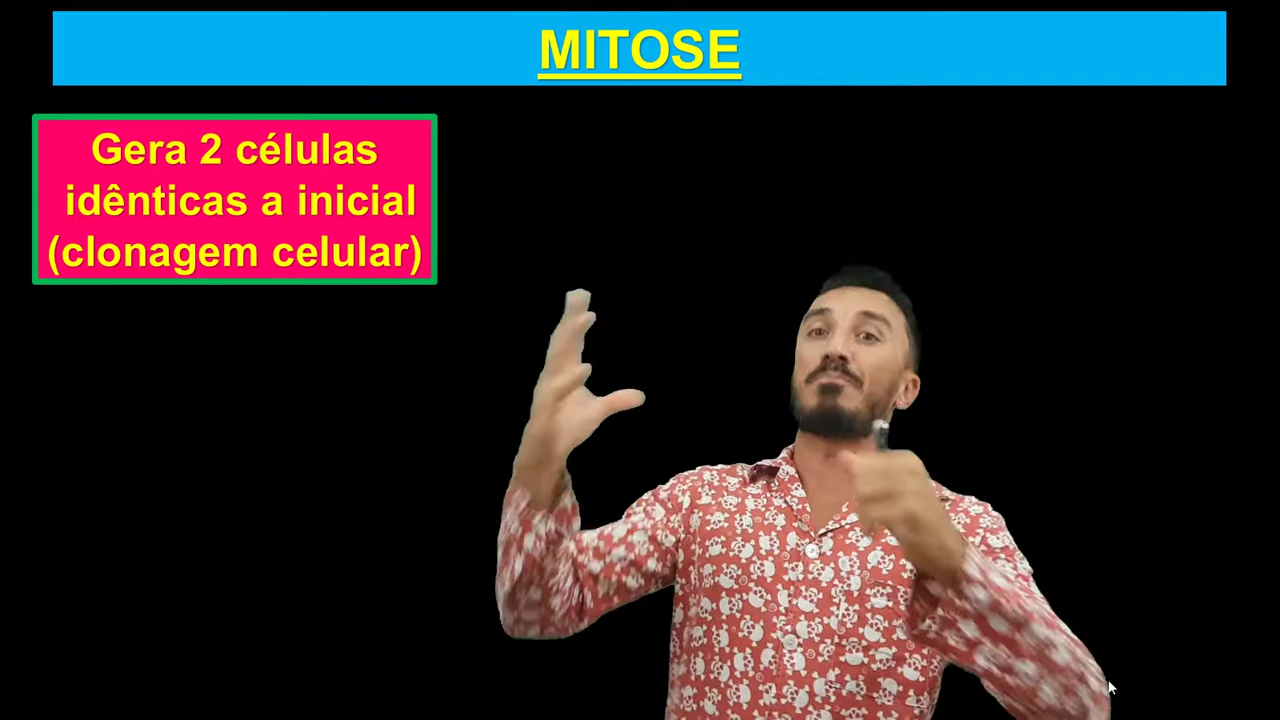 MITOSE
Gera 2 células
idênticas a inicial
(clonagem celular)